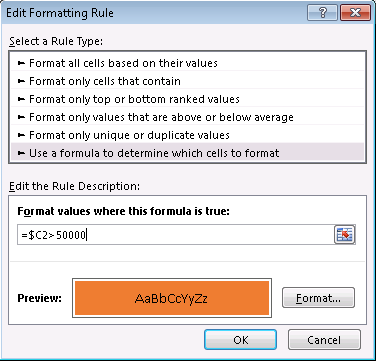 Edit Formatting Rule
Select a Rule Type:
► Format all cells based on their values
► Format only cells that contain
► Format only top or bottom ranked values
► Format only values that are above or below average
► Format only unique or duplicate values
► Use a formula to determine which cells to format
Edit the Rule Description:
Format values where this formula is true:
=$C2>50000
Preview: AaBbCcYyZz Format...
OK Cancel